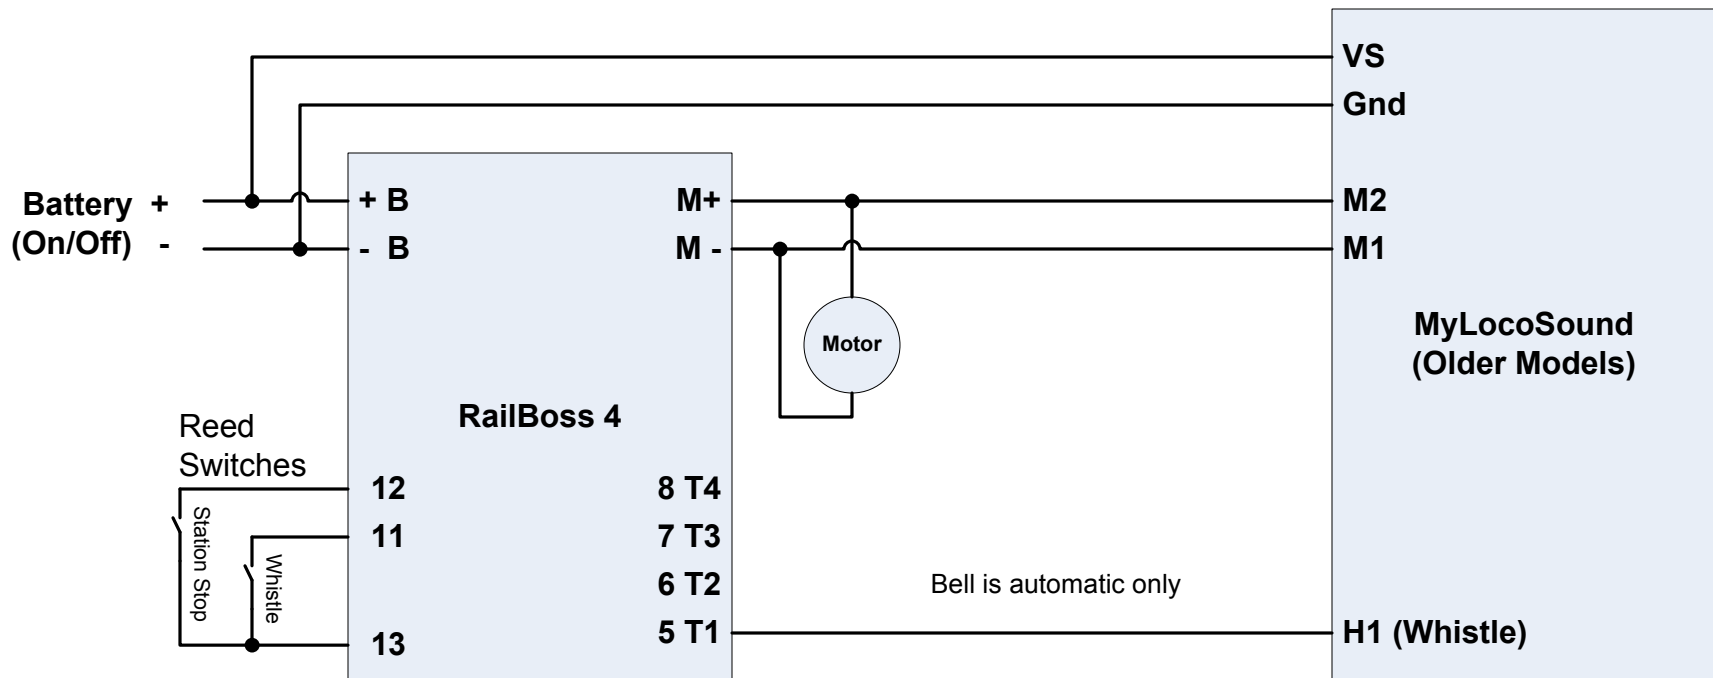 VS
Gnd
Battery +
(On/Off) -
+ B
- B
M+
M -
M2
M1
Motor
MyLocoSound
(Older Models)
RailBoss 4
Reed
Switches
12
11
13
Station Stop
Whistle
8 T4
7 T3
6 T2
5 T1
Bell is automatic only
H1 (Whistle)